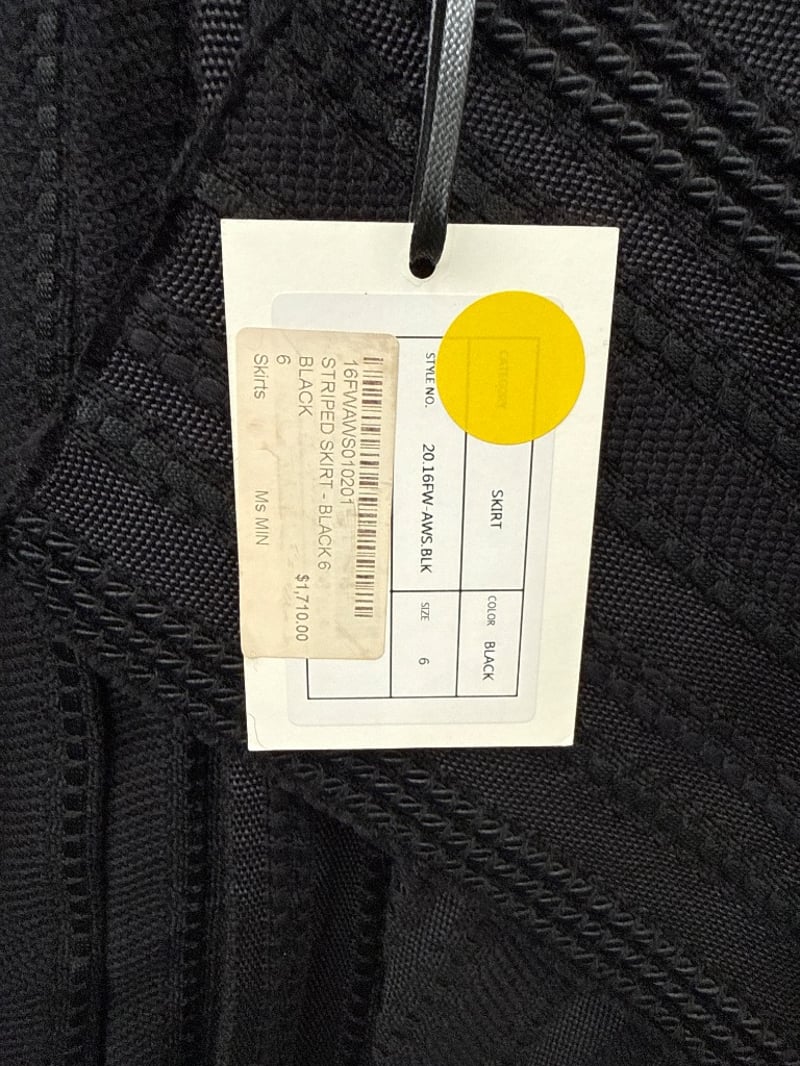 CATEGORY SKIRT COLOR BLACK
STYLE NO. 20.16FW-AWS.BLK SIZE 6
16FWAWS010201
STRIPED SKIRT - BLACK 6
BLACK $1,710.00
6
Skirts Ms MIN